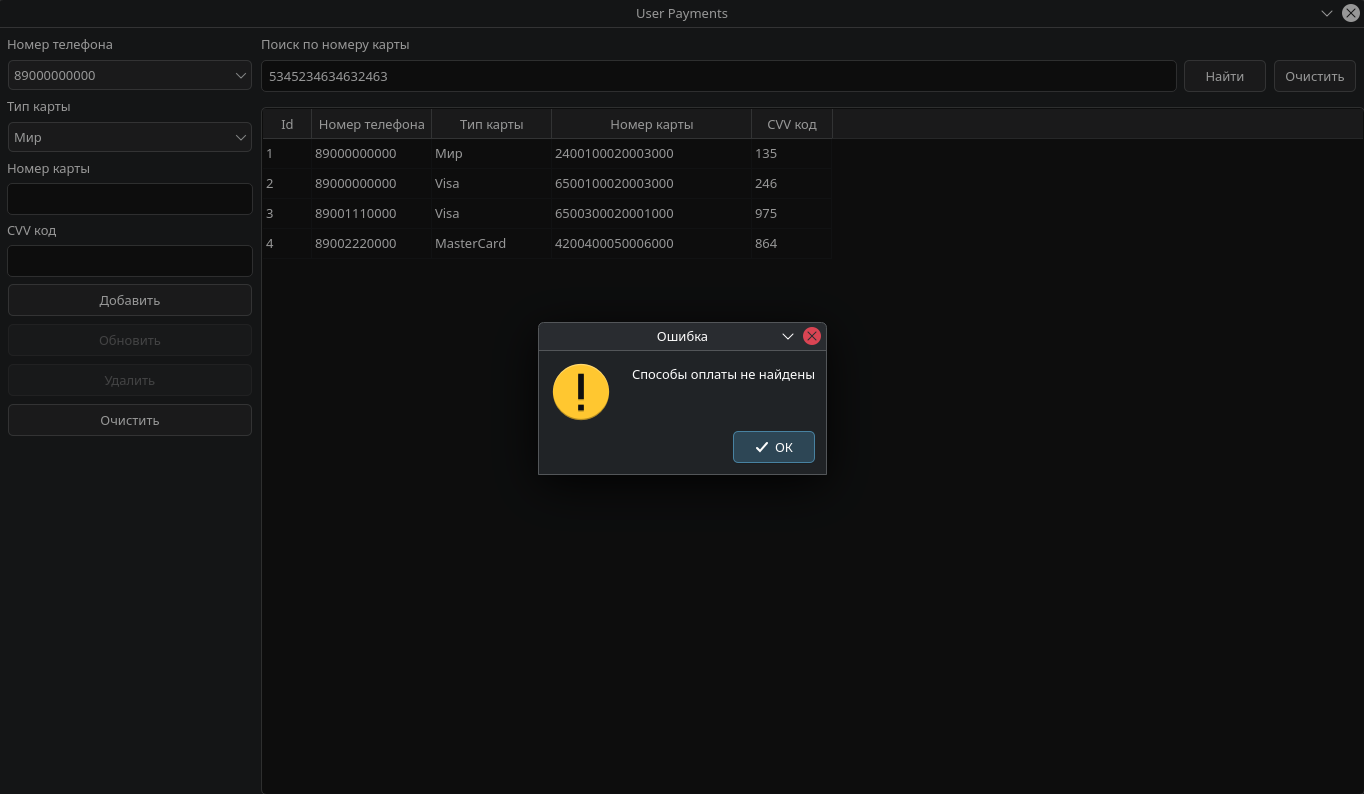 User Payments
Номер телефона
89000000000
Тип карты
Мир
Номер карты
CVV код
Добавить
Обновить
Удалить
Очистить
Поиск по номеру карты
5345234634632463 Найти Очистить
Id Номер телефона Тип карты Номер карты CVV код
1 89000000000 Мир 2400100020003000 135
2 89000000000 Visa 6500100020003000 246
3 89001110000 Visa 6500300020001000 975
4 89002220000 MasterCard 4200400050006000 864
Ошибка
Способы оплаты не найдены
ОК